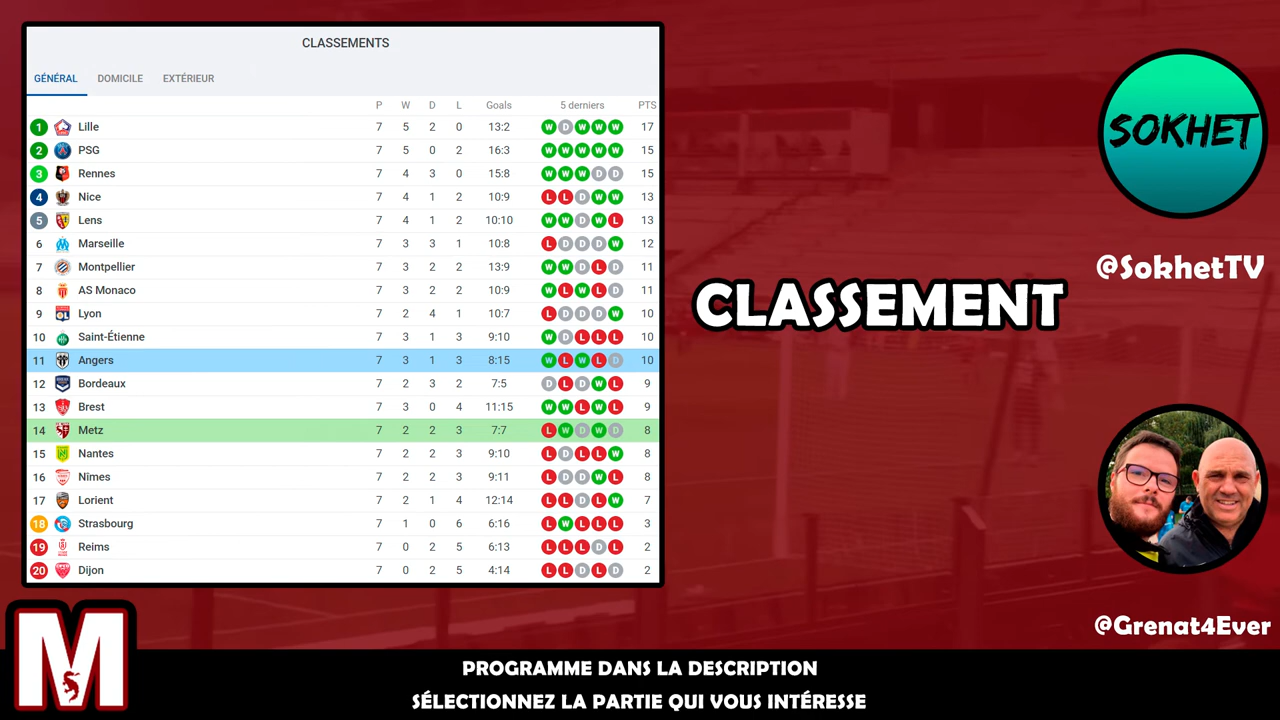 CLASSEMENTS
GÉNÉRAL DOMICILE EXTÉRIEUR
P W D L Goals 5 derniers PTS
1 Lille 7 5 2 0 13:2 W D W W W 17
2 PSG 7 5 0 2 16:3 W W W W W 15
3 Rennes 7 4 3 0 15:8 W W W D D 15
4 Nice 7 4 1 2 10:9 L L D W W 13
5 Lens 7 4 1 2 10:10 W W D W L 13
6 Marseille 7 3 3 1 10:8 L D D D W 12
7 Montpellier 7 3 2 2 13:9 W W D L D 11
8 AS Monaco 7 3 2 2 10:9 W L W L D 11
9 Lyon 7 2 4 1 10:7 L D D D W 10
10 Saint-Étienne 7 3 1 3 9:10 W D L L L 10
11 Angers 7 3 1 3 8:15 W L W L D 10
12 Bordeaux 7 2 3 2 7:5 D L D W L 9
13 Brest 7 3 0 4 11:15 W W L W L 9
14 Metz 7 2 2 3 7:7 L W D W D 8
15 Nantes 7 2 2 3 9:10 L D L L W 8
16 Nîmes 7 2 2 3 9:11 L D D W L 8
17 Lorient 7 2 1 4 12:14 L L D L W 7
18 Strasbourg 7 1 0 6 6:16 L W L L L 3
19 Reims 7 0 2 5 6:13 L L L D L 2
20 Dijon 7 0 2 5 4:14 L L D L D 2
CLASSEMENT
SOKHET
@SokhetTV
@Grenat4Ever
M
PROGRAMME DANS LA DESCRIPTION
SÉLECTIONNEZ LA PARTIE QUI VOUS INTÉRESSE